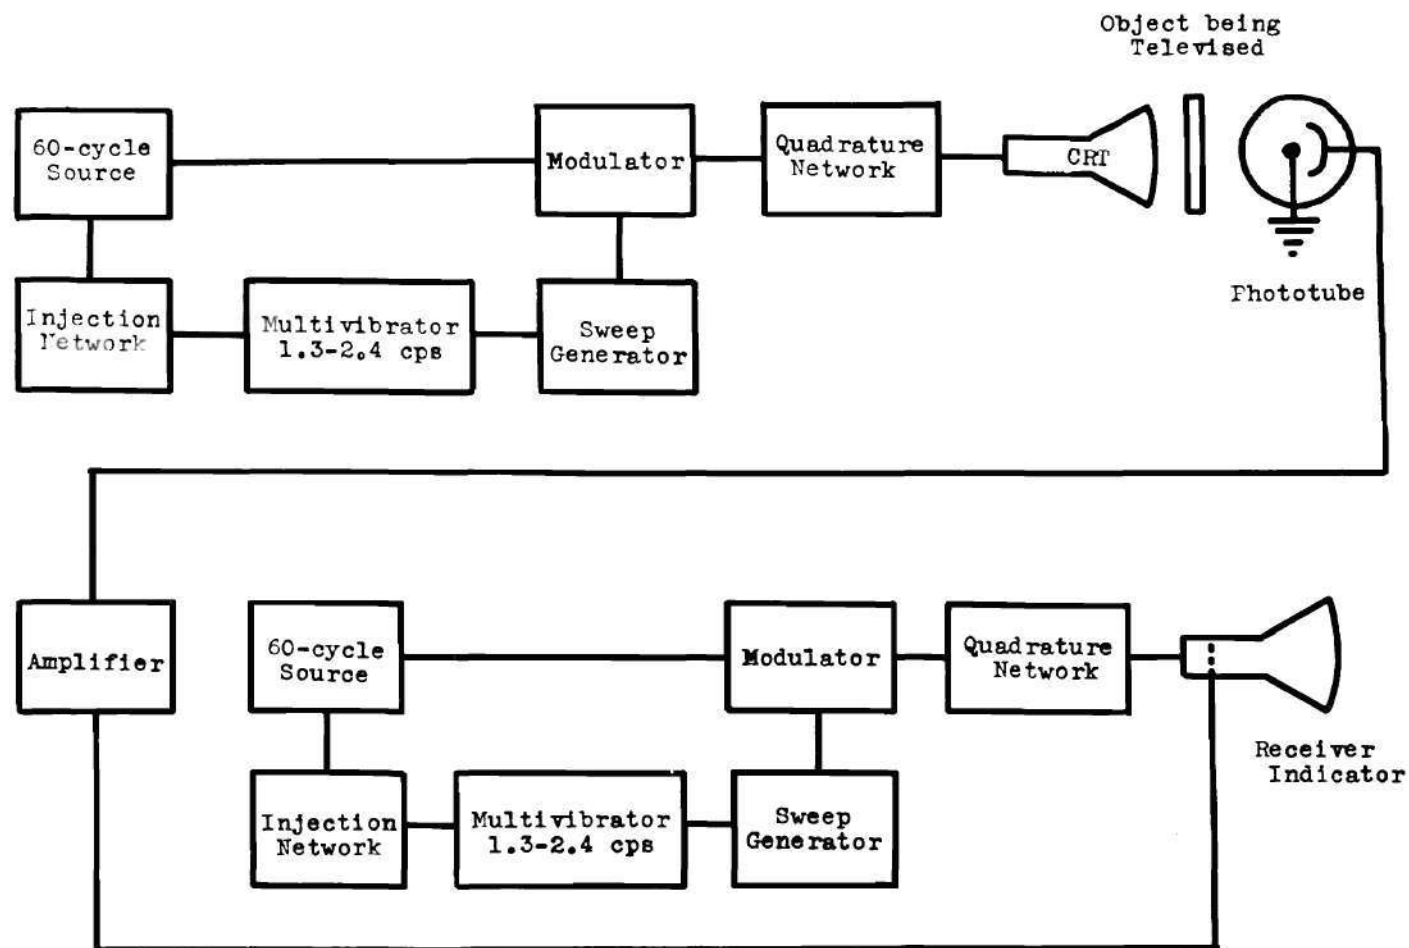 Object being
Televised
60-cycle
Source
Modulator
Quadrature
Network
CRT
Injection
Network
Multivibrator
1.3-2.4 cps
Sweep
Generator
Phototube
Amplifier
60-cycle
Source
Modulator
Quadrature
Network
Receiver
Indicator
Injection
Network
Multivibrator
1.3-2.4 cps
Sweep
Generator